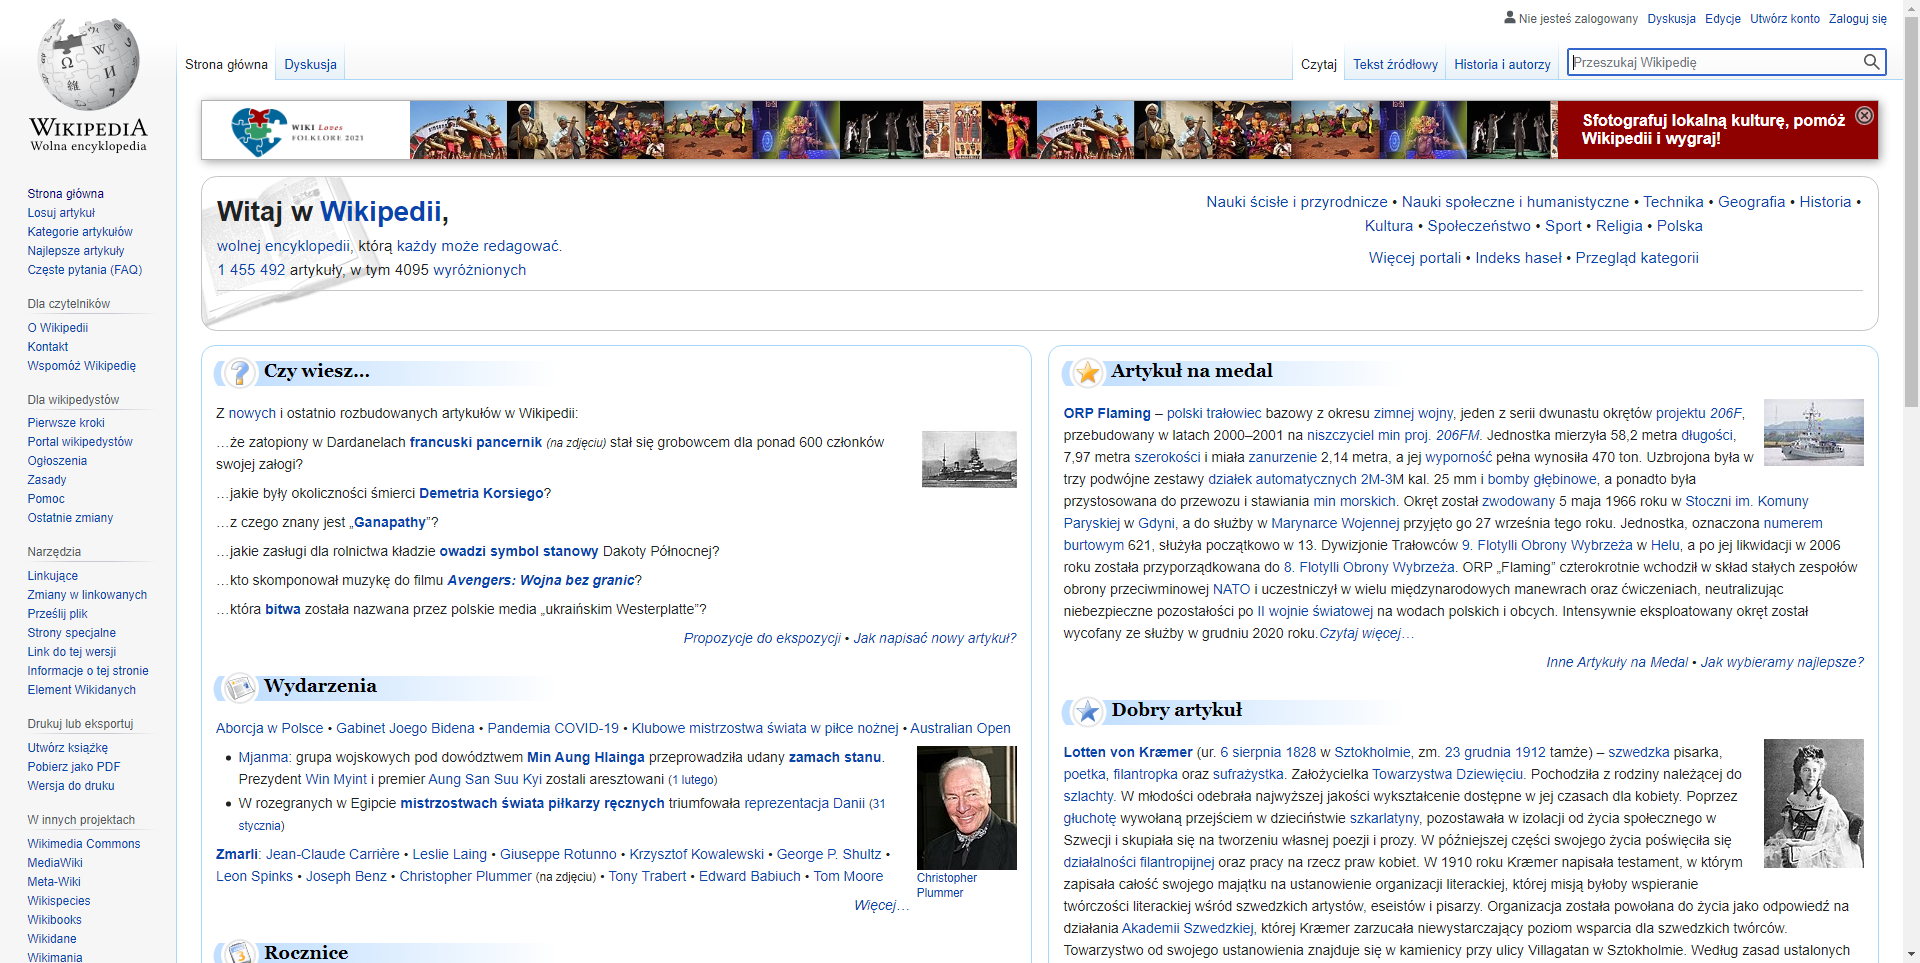 Nie jesteś zalogowany Dyskusja Edycje Utwórz konto Zaloguj się
Strona główna Dyskusja Czytaj Tekst źródłowy Historia i autorzy Przeszukaj Wikipedię
WIKIPEDIA
Wolna encyklopedia
Strona główna
Losuj artykuł
Kategorie artykułów
Najlepsze artykuły
Częste pytania (FAQ)
Dla czytelników
O Wikipedii
Kontakt
Wspomóż Wikipedię
Dla wikipedystów
Pierwsze kroki
Portal wikipedystów
Ogłoszenia
Zasady
Pomoc
Ostatnie zmiany
Narzędzia
Linkujące
Zmiany w linkowanych
Prześlij plik
Strony specjalne
Link do tej wersji
Informacje o tej stronie
Element Wikidanych
Drukuj lub eksportuj
Utwórz książkę
Pobierz jako PDF
Wersja do druku
W innych projektach
Wikimedia Commons
MediaWiki
Meta-Wiki
Wikispecies
Wikibooks
Wikidane
Wikimania
WIKI Loves
FOLKLORE 2021
Sfotografuj lokalną kulturę, pomóż
Wikipedii i wygraj!
Witaj w Wikipedii,
wolnej encyklopedii, którą każdy może redagować.
1 455 492 artykuły, w tym 4095 wyróżnionych
Nauki ścisłe i przyrodnicze • Nauki społeczne i humanistyczne • Technika • Geografia • Historia •
Kultura • Społeczeństwo • Sport • Religia • Polska
Więcej portali • Indeks haseł • Przegląd kategorii
Czy wiesz...
Z nowych i ostatnio rozbudowanych artykułów w Wikipedii:
…że zatopiony w Dardanelach francuski pancernik (na zdjęciu) stał się grobowcem dla ponad 600 członków
swojej załogi?
…jakie były okoliczności śmierci Demetria Korsiego?
…z czego znany jest „Ganapathy”?
…jakie zasługi dla rolnictwa kładzie owadzi symbol stanowy Dakoty Północnej?
…kto skomponował muzykę do filmu Avengers: Wojna bez granic?
…która bitwa została nazwana przez polskie media „ukraińskim Westerplatte”?
Propozycje do ekspozycji • Jak napisać nowy artykuł?
Wydarzenia
Aborcja w Polsce • Gabinet Joego Bidena • Pandemia COVID-19 • Klubowe mistrzostwa świata w piłce nożnej • Australian Open
• Mjanma: grupa wojskowych pod dowództwem Min Aung Hlainga przeprowadziła udany zamach stanu.
Prezydent Win Myint i premier Aung San Suu Kyi zostali aresztowani (1 lutego)
• W rozegranych w Egipcie mistrzostwach świata piłkarzy ręcznych triumfowała reprezentacja Danii (31
stycznia)
Zmarli: Jean-Claude Carrière • Leslie Laing • Giuseppe Rotunno • Krzysztof Kowalewski • George P. Shultz •
Leon Spinks • Joseph Benz • Christopher Plummer (na zdjęciu) • Tony Trabert • Edward Babiuch • Tom Moore
Christopher
Plummer
Więcej…
Rocznice
Artykuł na medal
ORP Flaming – polski trałowiec bazowy z okresu zimnej wojny, jeden z serii dwunastu okrętów projektu 206F,
przebudowany w latach 2000–2001 na niszczyciel min proj. 206FM. Jednostka mierzyła 58,2 metra długości,
7,97 metra szerokości i miała zanurzenie 2,14 metra, a jej wyporność pełna wynosiła 470 ton. Uzbrojona była w
trzy podwójne zestawy działek automatycznych 2M-3M kal. 25 mm i bomby głębinowe, a ponadto była
przystosowana do przewozu i stawiania min morskich. Okręt został zwodowany 5 maja 1966 roku w Stoczni im. Komuny
Paryskiej w Gdyni, a do służby w Marynarce Wojennej przyjęto go 27 września tego roku. Jednostka, oznaczona numerem
burtowym 621, służyła początkowo w 13. Dywizjonie Trałowców 9. Flotylli Obrony Wybrzeża w Helu, a po jej likwidacji w 2006
roku została przyporządkowana do 8. Flotylli Obrony Wybrzeża. ORP „Flaming” czterokrotnie wchodził w skład stałych zespołów
obrony przeciwminowej NATO i uczestniczył w wielu międzynarodowych manewrach oraz ćwiczeniach, neutralizując
niebezpieczne pozostałości po II wojnie światowej na wodach polskich i obcych. Intensywnie eksploatowany okręt został
wycofany ze służby w grudniu 2020 roku.Czytaj więcej…
Inne Artykuły na Medal • Jak wybieramy najlepsze?
Dobry artykuł
Lotten von Kræmer (ur. 6 sierpnia 1828 w Sztokholmie, zm. 23 grudnia 1912 tamże) – szwedzka pisarka,
poetka, filantropka oraz sufrażystka. Założycielka Towarzystwa Dziewięciu. Pochodziła z rodziny należącej do
szlachty. W młodości odebrała najwyższej jakości wykształcenie dostępne w jej czasach dla kobiety. Poprzez
głuchotę wywołaną przejściem w dzieciństwie szkarlatyny, pozostawała w izolacji od życia społecznego w
Szwecji i skupiała się na tworzeniu własnej poezji i prozy. W późniejszej części swojego życia poświęciła się
działalności filantropijnej oraz pracy na rzecz praw kobiet. W 1910 roku Kræmer napisała testament, w którym
zapisała całość swojego majątku na ustanowienie organizacji literackiej, której misją byłoby wspieranie
twórczości literackiej wśród szwedzkich artystów, eseistów i pisarzy. Organizacja została powołana do życia jako odpowiedź na
działania Akademii Szwedzkiej, której Kræmer zarzucała niewystarczający poziom wsparcia dla szwedzkich twórców.
Towarzystwo od swojego ustanowienia znajduje się w kamienicy przy ulicy Villagatan w Sztokholmie. Według zasad ustalonych